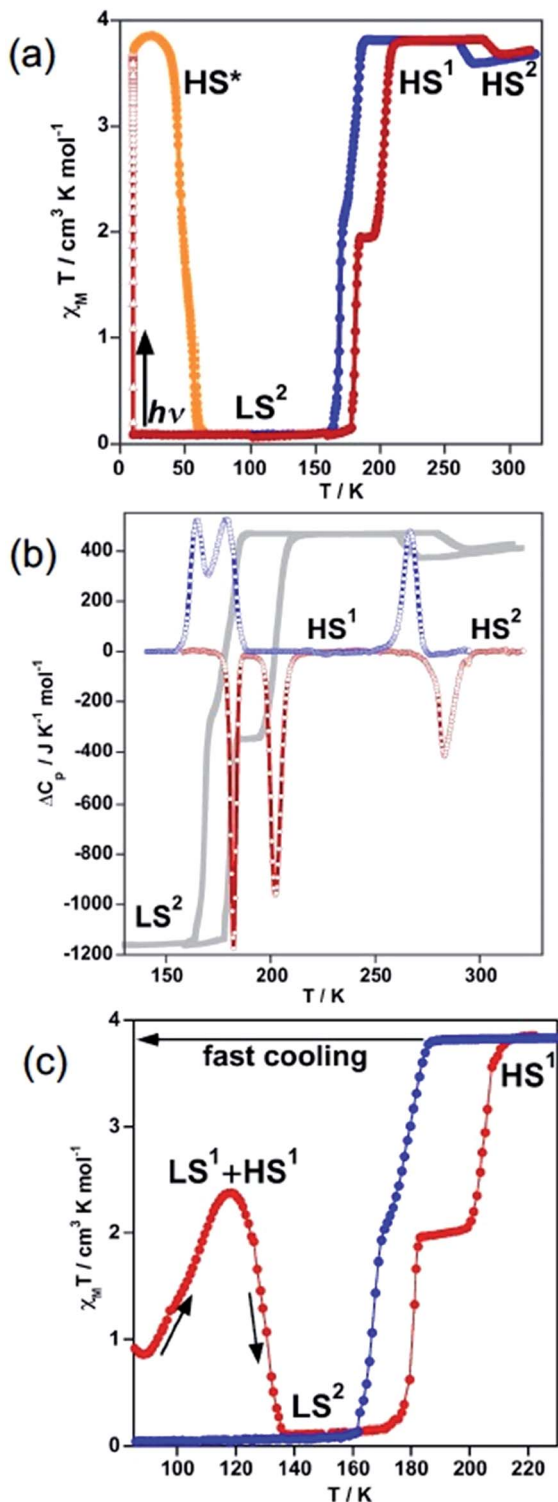 (a)
4
3
2
1
0
χM T / cm³ K mol⁻¹
HS*
HS¹
HS²
hν
LS²
0 50 100 150 200 250 300
T / K
(b)
400
200
0
-200
-400
-600
-800
-1000
-1200
ΔCp / J K⁻¹ mol⁻¹
HS¹
HS²
LS²
150 200 250 300
T / K
(c)
4
3
2
1
0
χM T / cm³ K mol⁻¹
fast cooling
HS¹
LS¹+HS¹
LS²
100 120 140 160 180 200 220
T / K